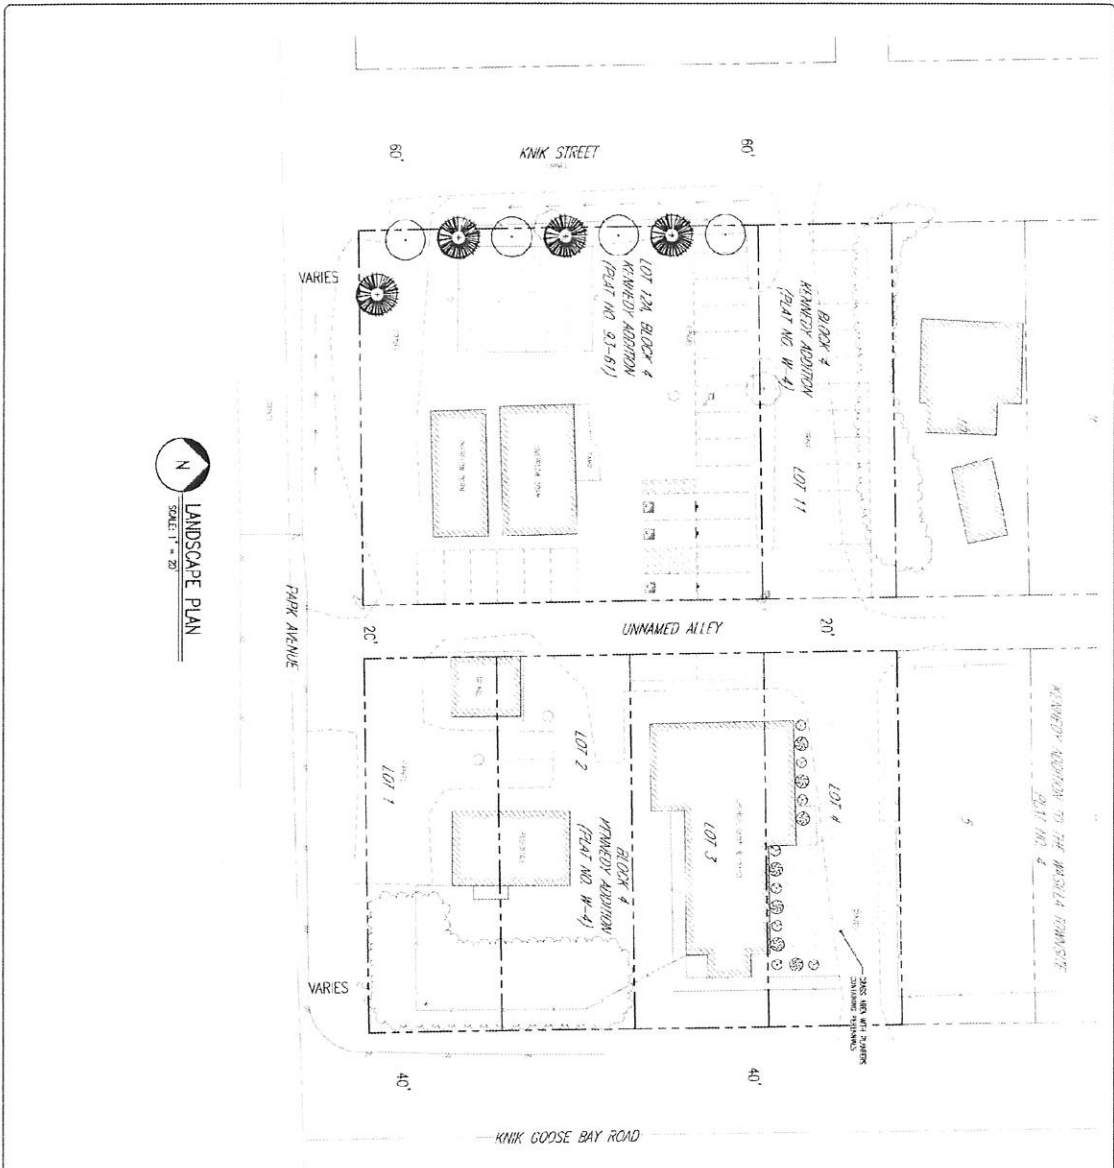 KNIK STREET
60'
60'
VARIES
LOT 12A, BLOCK 4
KENNEDY ADDITION
(PLAT NO. 93-61)
BLOCK 4
KENNEDY ADDITION
(PLAT NO. W-4)
LOT 11
10
N
LANDSCAPE PLAN
SCALE: 1" = 20'
PARK AVENUE
20'
UNNAMED ALLEY
20'
LOT 1
LOT 2
LOT 3
LOT 4
5
BLOCK 4
KENNEDY ADDITION
(PLAT NO. W-4)
KENNEDY ADDITION TO THE WASILLA TOWNSITE
GRASS AREA WITH PLANTERS
CONTAINING PERENNIALS
VARIES
40'
40'
KNIK GOOSE BAY ROAD